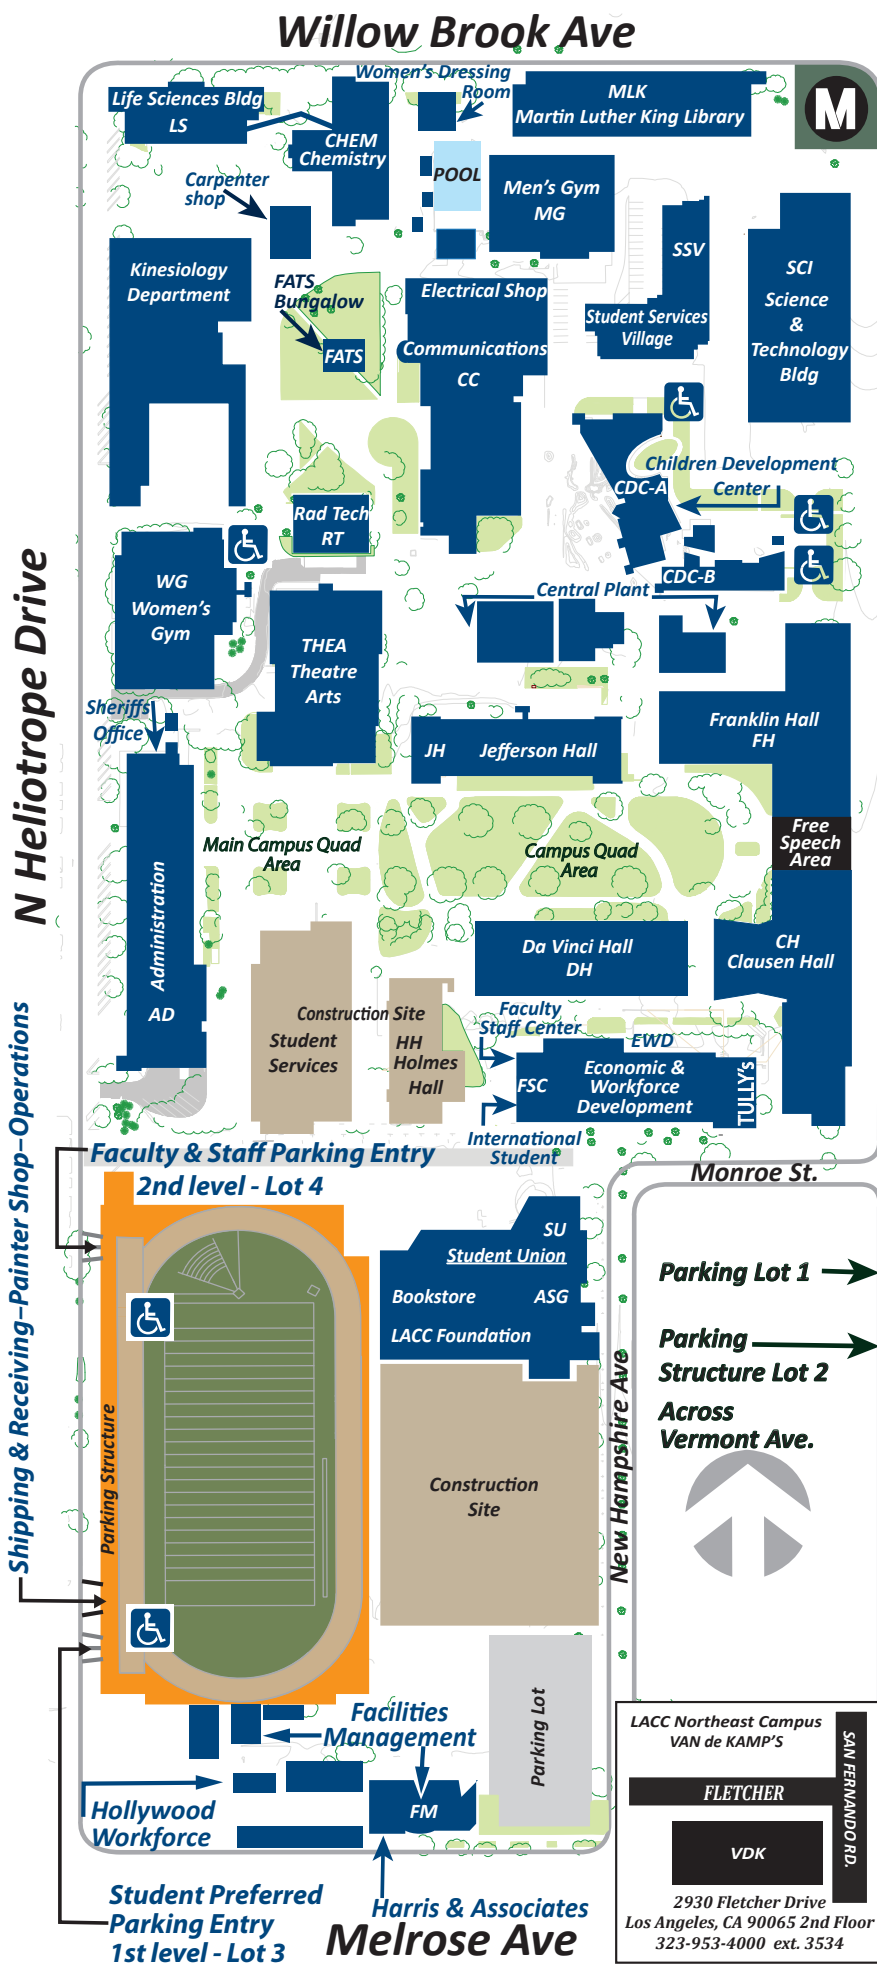 Willow Brook Ave
Women's Dressing
Room
Life Sciences Bldg
LS
CHEM
Chemistry
MLK
Martin Luther King Library
M
Carpenter
shop
POOL
Men's Gym
MG
Kinesiology
Department
FATS
Bungalow
FATS
Electrical Shop
Communications
CC
SSV
Student Services
Village
SCI
Science
&
Technology
Bldg
Children Development
Center
CDC-A
CDC-B
Rad Tech
RT
WG
Women's
Gym
Central Plant
THEA
Theatre
Arts
N Heliotrope Drive
Sheriffs
Office
JH
Jefferson Hall
Franklin Hall
FH
Free
Speech
Area
Main Campus Quad
Area
Campus Quad
Area
Administration
AD
Da Vinci Hall
DH
CH
Clausen Hall
Construction Site
Student
Services
HH
Holmes
Hall
Faculty
Staff Center
EWD
FSC
Economic &
Workforce
Development
TULLY's
International
Student
Shipping & Receiving–Painter Shop–Operations
Faculty & Staff Parking Entry
2nd level - Lot 4
Monroe St.
SU
Student Union
Bookstore
ASG
LACC Foundation
Parking Lot 1
Parking
Structure Lot 2
Across
Vermont Ave.
New Hampshire Ave
Parking Structure
Construction
Site
Parking Lot
Facilities
Management
FM
Hollywood
Workforce
Harris & Associates
Student Preferred
Parking Entry
1st level - Lot 3
Melrose Ave
LACC Northeast Campus
VAN de KAMP'S
SAN FERNANDO RD.
FLETCHER
VDK
2930 Fletcher Drive
Los Angeles, CA 90065 2nd Floor
323-953-4000 ext. 3534